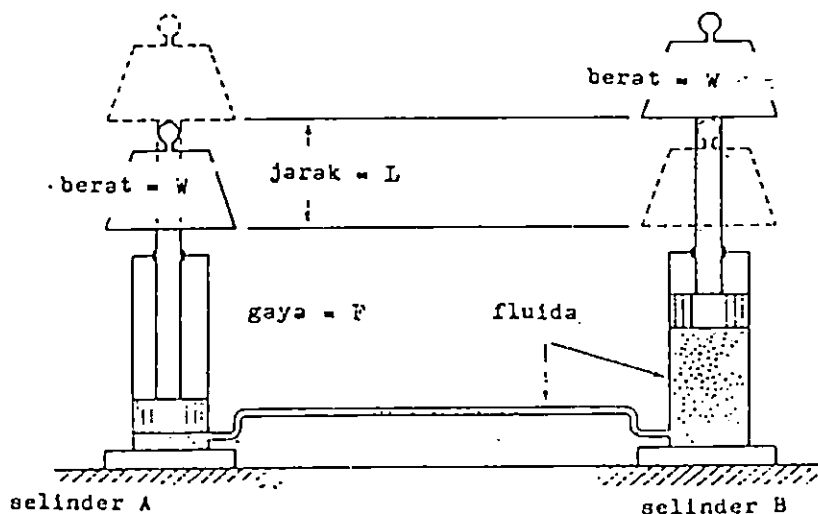 berat = W
berat = W
jarak = L
gaya = F
fluida
selinder A
selinder B